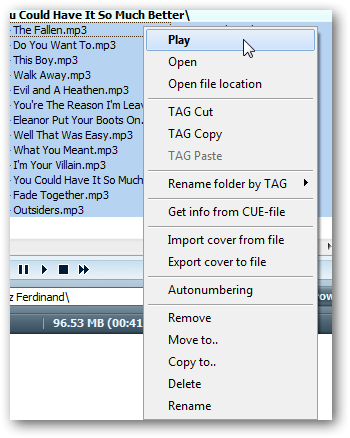 u Could Have It So Much Better\
The Fallen.mp3
Do You Want To.mp3
This Boy.mp3
Walk Away.mp3
Evil and A Heathen.mp3
You're The Reason I'm Leav
Eleanor Put Your Boots On.
Well That Was Easy.mp3
What You Meant.mp3
I'm Your Villain.mp3
You Could Have It So Much
Fade Together.mp3
Outsiders.mp3
z Ferdinand\
row
96.53 MB (00:41
Play
Open
Open file location
TAG Cut
TAG Copy
TAG Paste
Rename folder by TAG
Get info from CUE-file
Import cover from file
Export cover to file
Autonumbering
Remove
Move to..
Copy to..
Delete
Rename